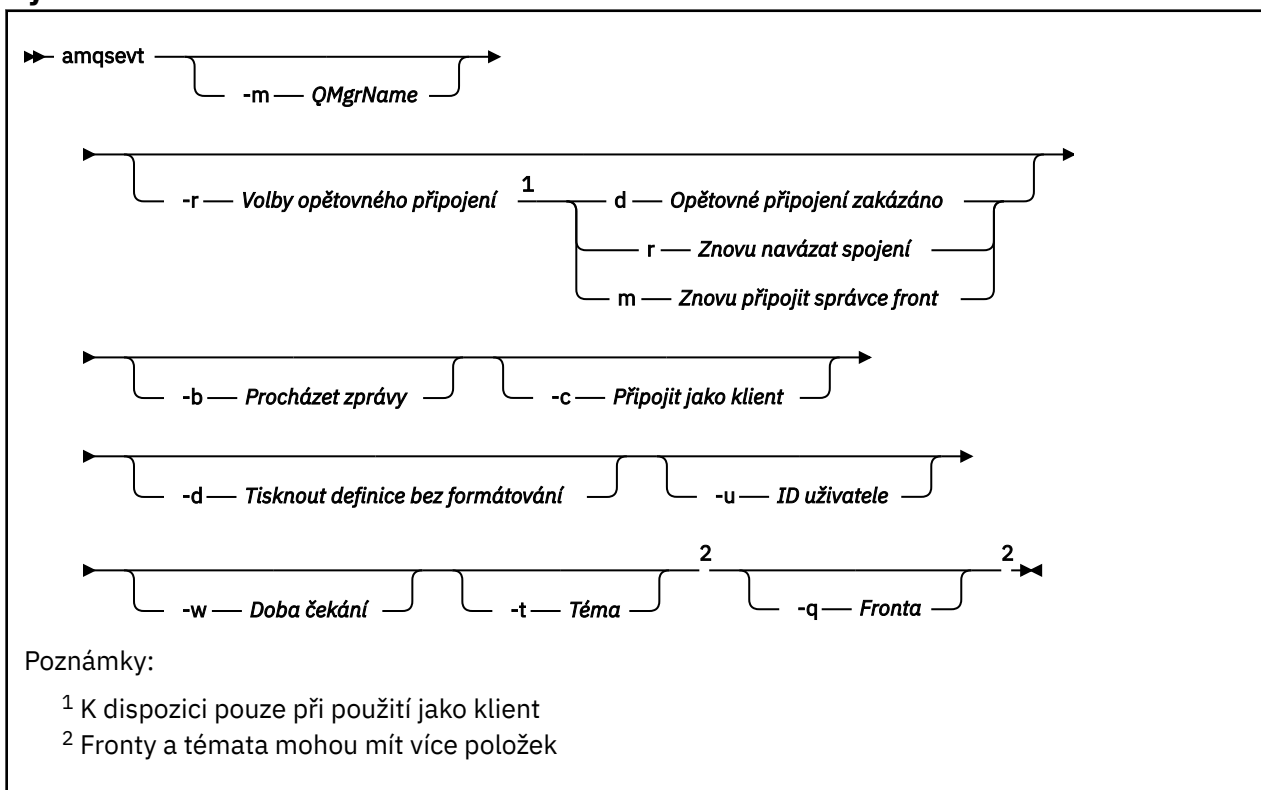 amqsevt
-m QMgrName
-r Volby opětovného připojení 1 d Opětovné připojení zakázáno
r Znovu navázat spojení
m Znovu připojit správce front
-b Procházet zprávy -c Připojit jako klient
-d Tisknout definice bez formátování -u ID uživatele
2 2
-w Doba čekání -t Téma -q Fronta
Poznámky:
1 K dispozici pouze při použití jako klient
2 Fronty a témata mohou mít více položek